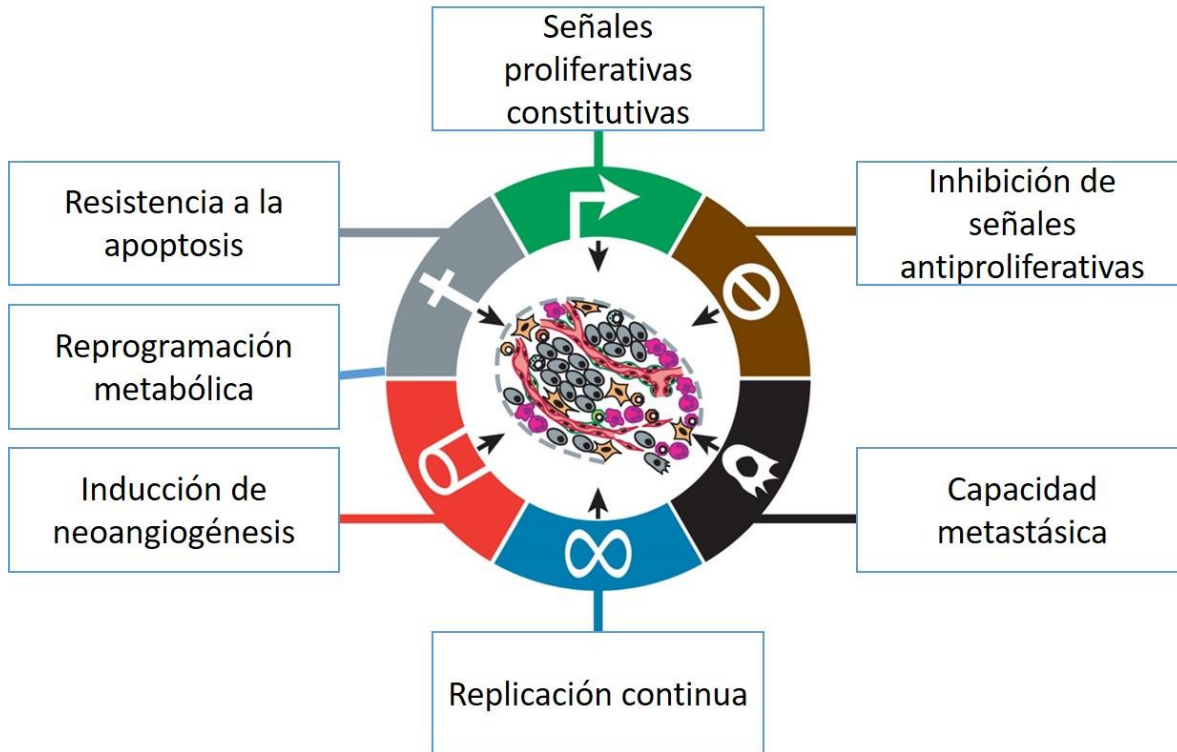 Señales
proliferativas
constitutivas
Resistencia a la
apoptosis
Inhibición de
señales
antiproliferativas
Reprogramación
metabólica
Inducción de
neoangiogénesis
Capacidad
metastásica
Replicación continua